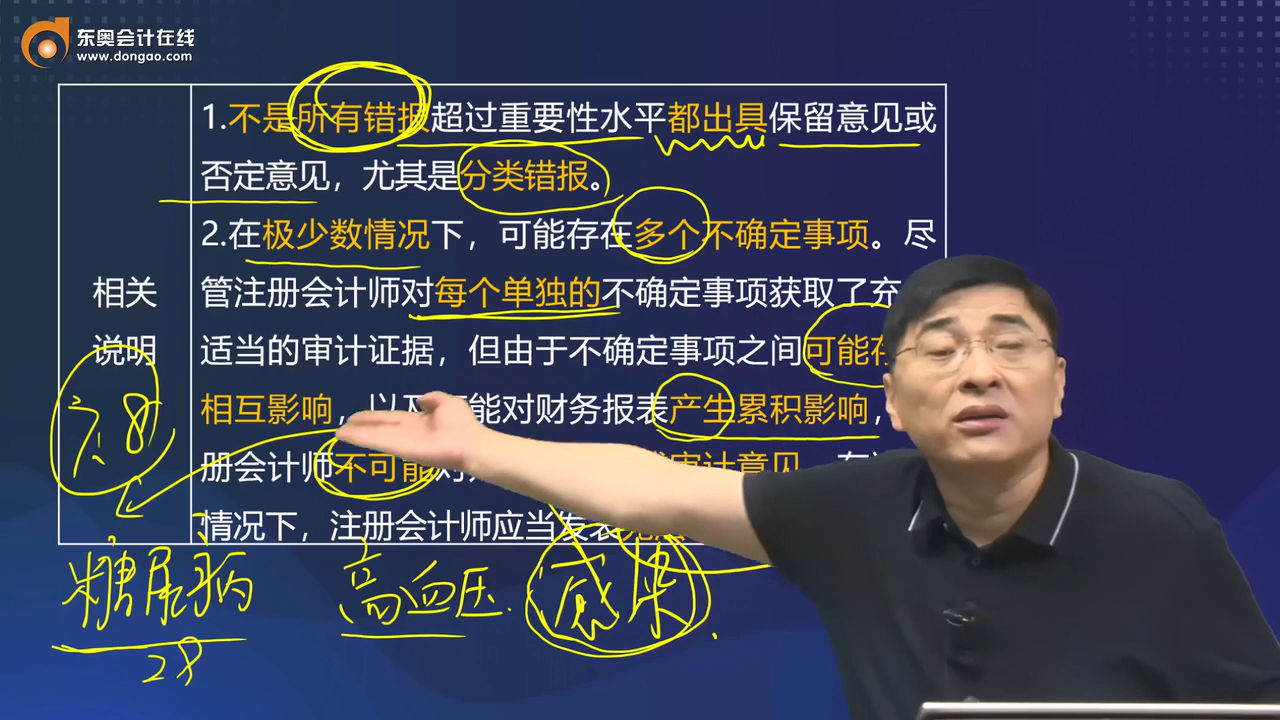 东奥会计在线
www.dongao.com
1.不是所有错报超过重要性水平都出具保留意见或
否定意见，尤其是分类错报。
2.在极少数情况下，可能存在多个不确定事项。尽
相关
管注册会计师对每个单独的不确定事项获取了充
说明
适当的审计证据，但由于不确定事项之间可能存
相互影响，以及可能对财务报表产生累积影响，
册会计师不可能对 审计意见
情况下，注册会计师应当发表
糖尿病 高血压 感染
28